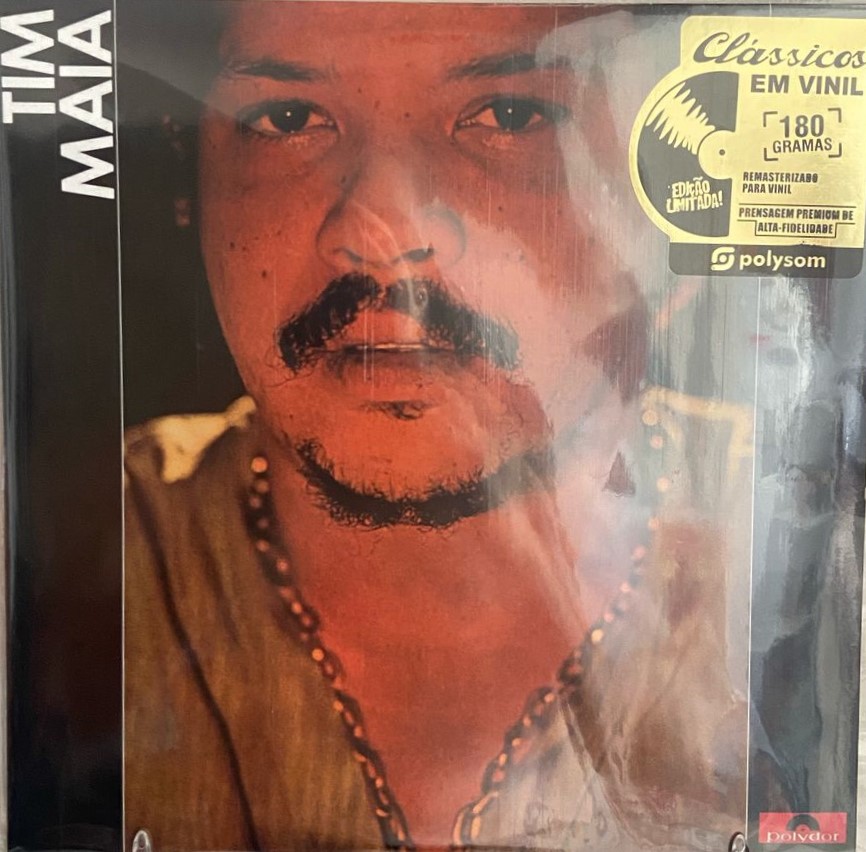 TIM
MAIA
Clássicos
EM VINIL
180
GRAMAS
REMASTERIZADO
PARA VINIL
EDIÇÃO
LIMITADA!
PRENSAGEM PREMIUM DE
ALTA-FIDELIDADE
polysom
polydor